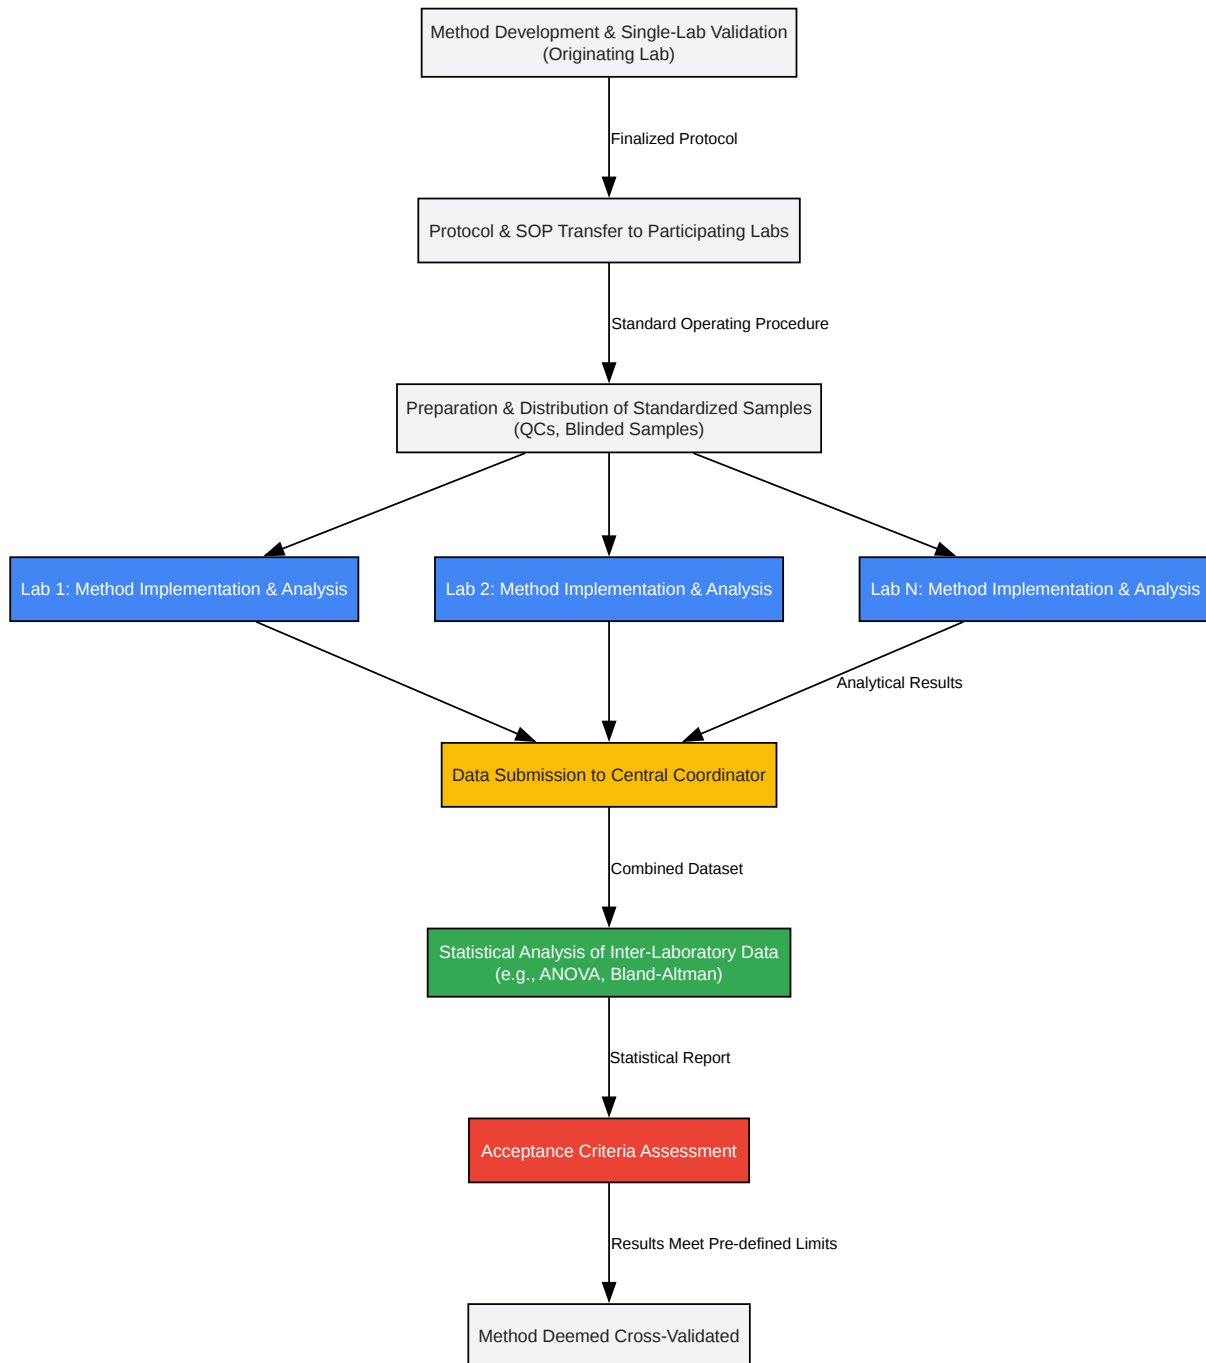 Method Development & Single-Lab Validation
(Originating Lab)
Finalized Protocol
Protocol & SOP Transfer to Participating Labs
Standard Operating Procedure
Preparation & Distribution of Standardized Samples
(QCs, Blinded Samples)
Lab 1: Method Implementation & Analysis
Lab 2: Method Implementation & Analysis
Lab N: Method Implementation & Analysis
Analytical Results
Data Submission to Central Coordinator
Combined Dataset
Statistical Analysis of Inter-Laboratory Data
(e.g., ANOVA, Bland-Altman)
Statistical Report
Acceptance Criteria Assessment
Results Meet Pre-defined Limits
Method Deemed Cross-Validated